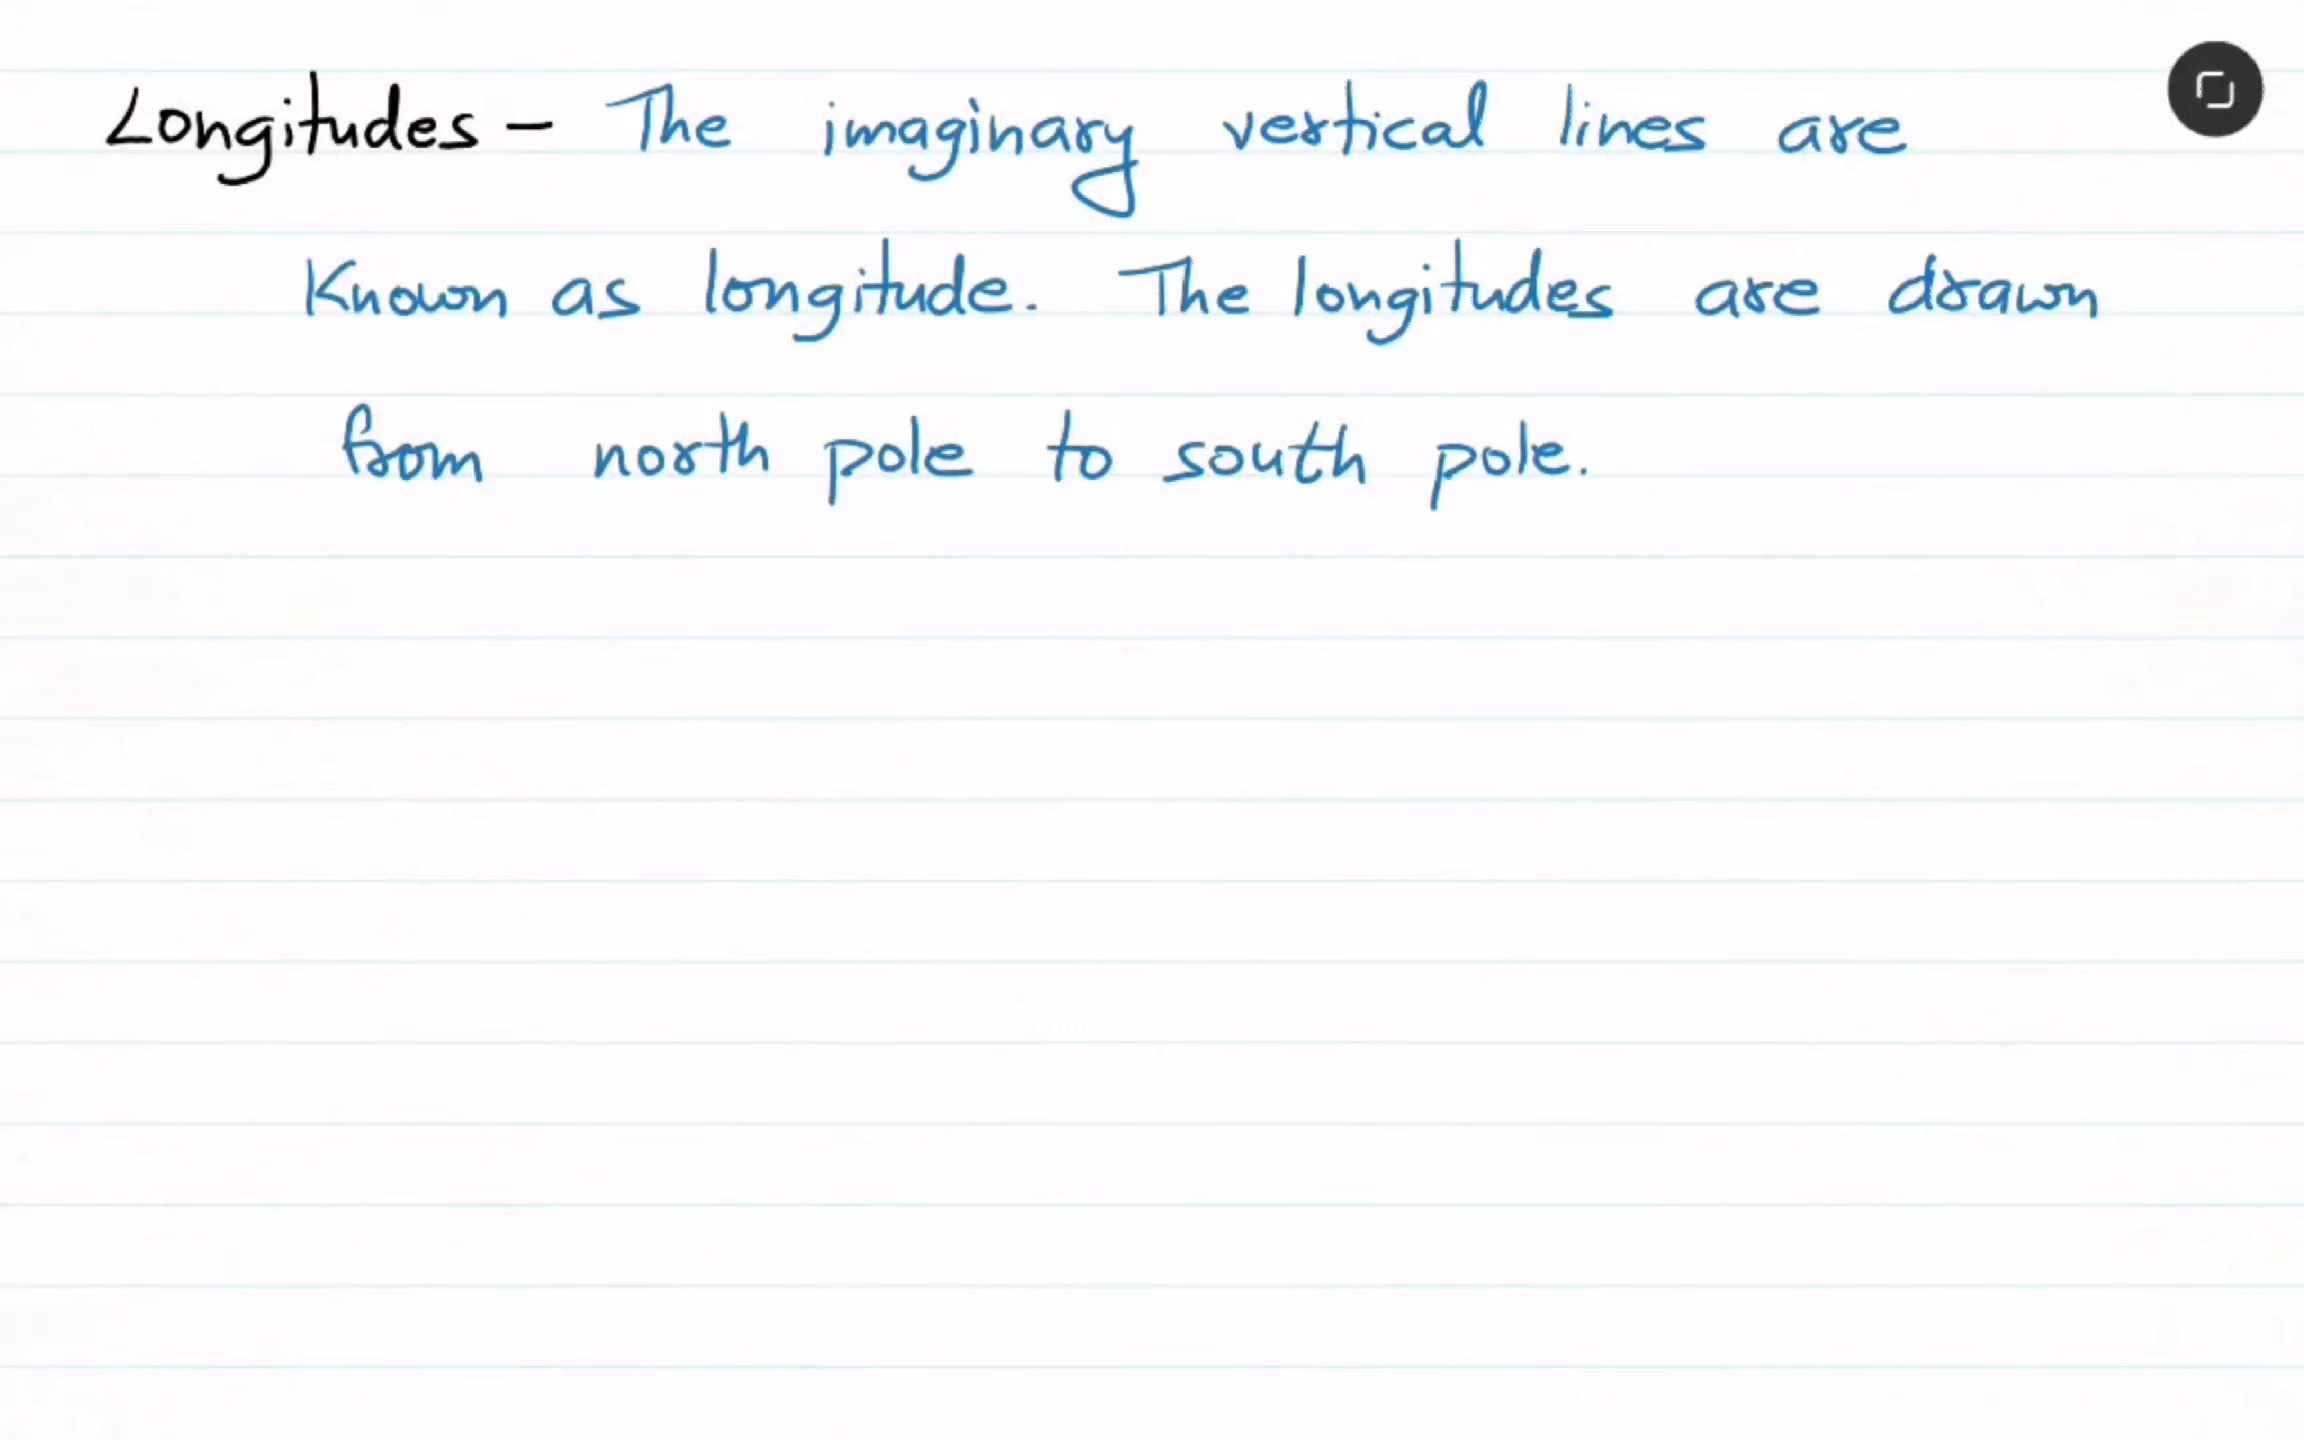 Longitudes - The imaginary vertical lines are
Known as longitude. The longitudes are drawn
from north pole to south pole.